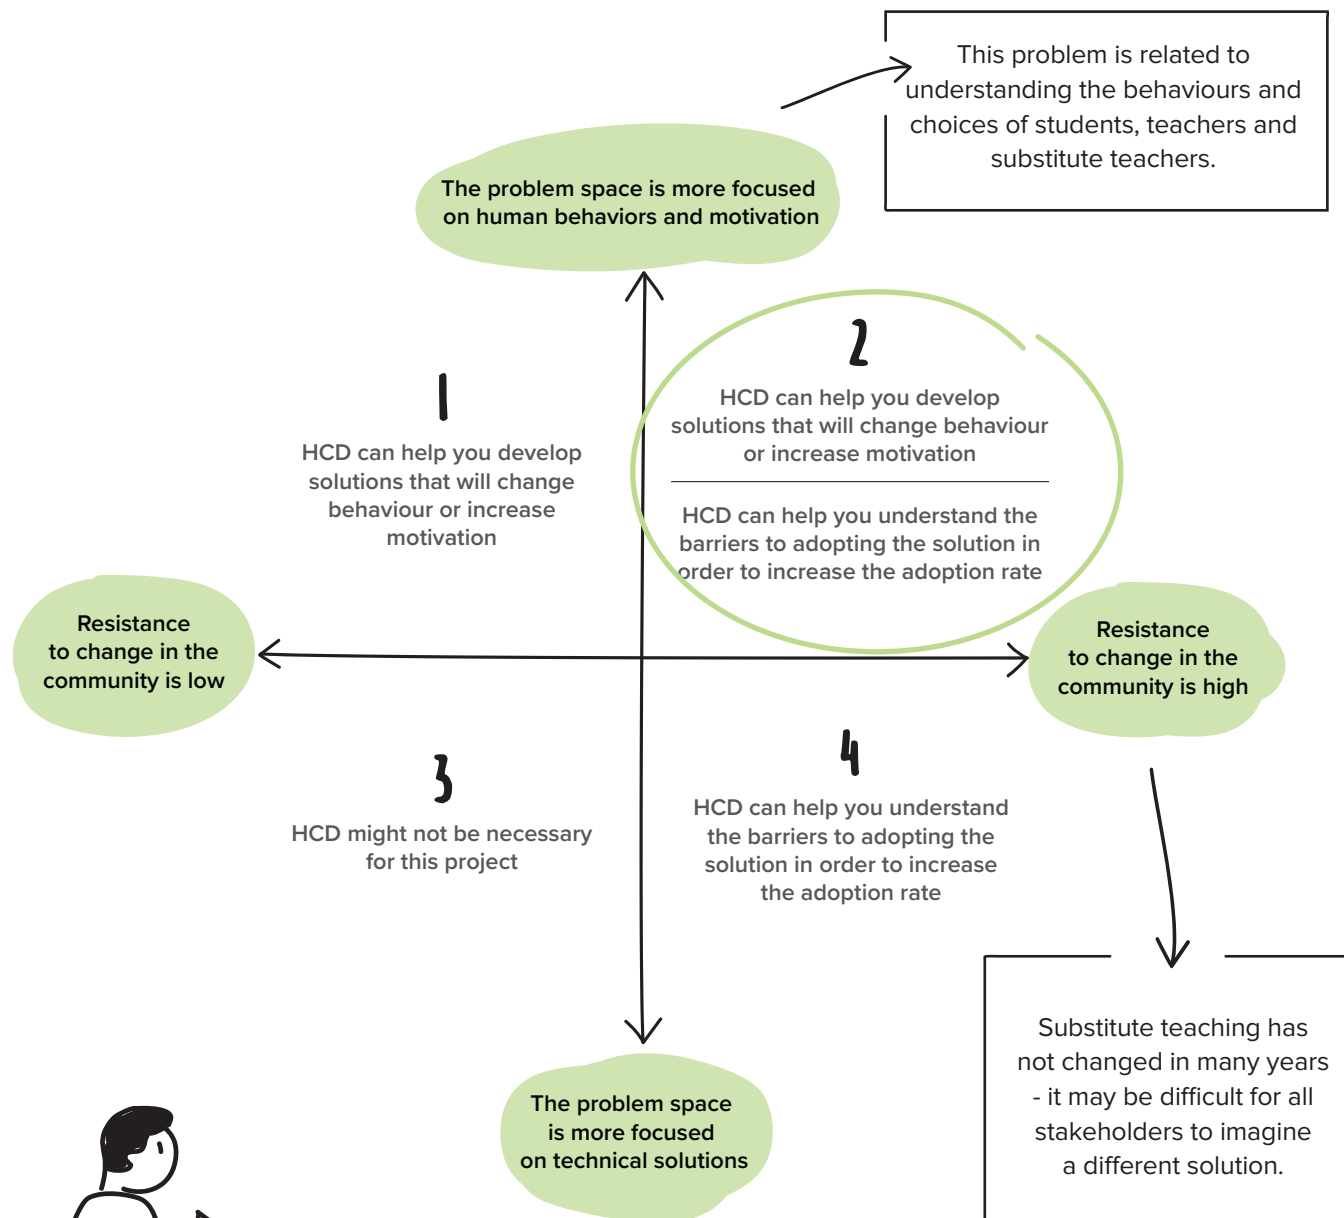 This problem is related to
understanding the behaviours and
choices of students, teachers and
substitute teachers.
The problem space is more focused
on human behaviors and motivation
1
HCD can help you develop
solutions that will change
behaviour or increase
motivation
2
HCD can help you develop
solutions that will change behaviour
or increase motivation
HCD can help you understand the
barriers to adopting the solution in
order to increase the adoption rate
Resistance
to change in the
community is low
Resistance
to change in the
community is high
3
HCD might not be necessary
for this project
4
HCD can help you understand
the barriers to adopting the
solution in order to increase
the adoption rate
The problem space
is more focused
on technical solutions
Substitute teaching has
not changed in many years
- it may be difficult for all
stakeholders to imagine
a different solution.